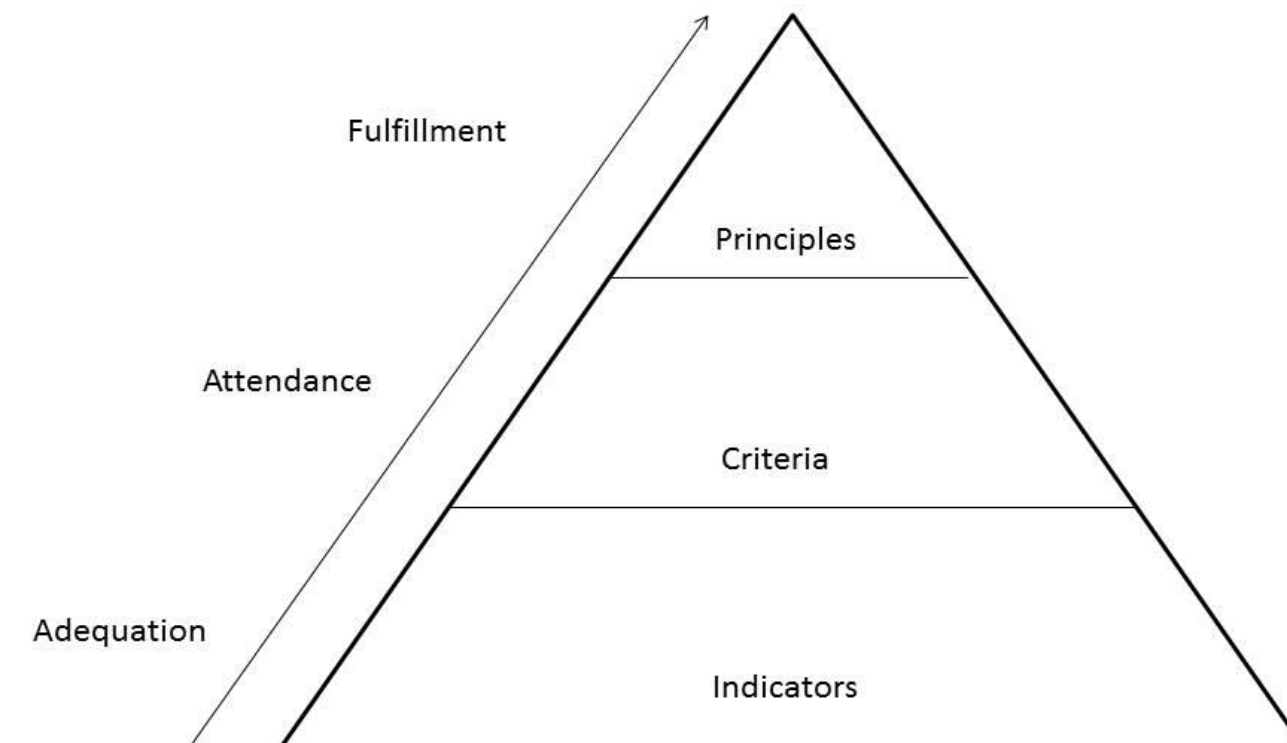 Fulfillment
Principles
Attendance
Criteria
Adequation
Indicators